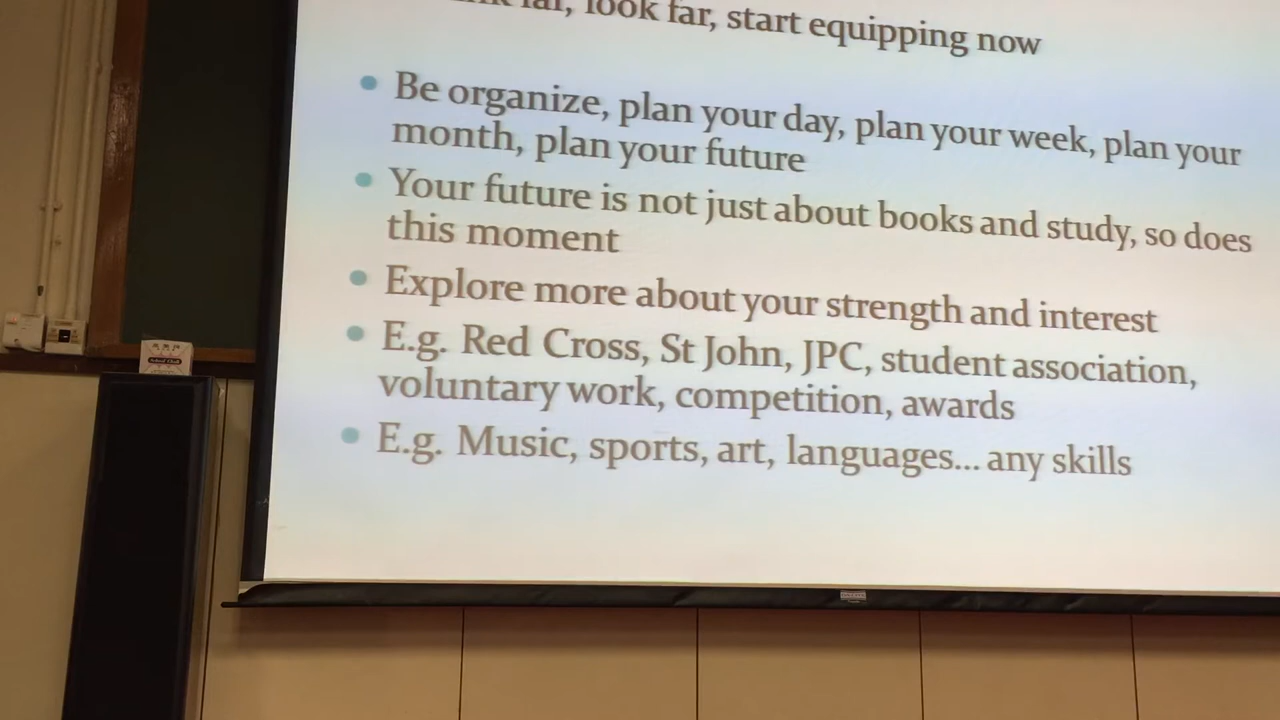 far, look far, start equipping now
Be organize, plan your day, plan your week, plan your
month, plan your future
Your future is not just about books and study, so does
this moment
Explore more about your strength and interest
E.g. Red Cross, St John, JPC, student association,
voluntary work, competition, awards
E.g. Music, sports, art, languages... any skills